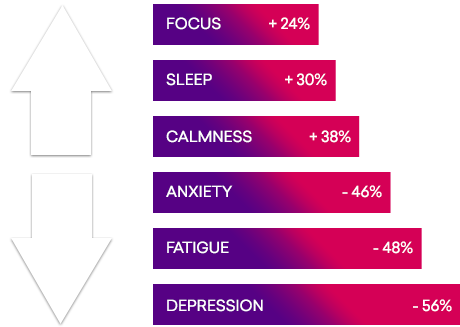 FOCUS + 24%
SLEEP + 30%
CALMNESS + 38%
ANXIETY - 46%
FATIGUE - 48%
DEPRESSION - 56%